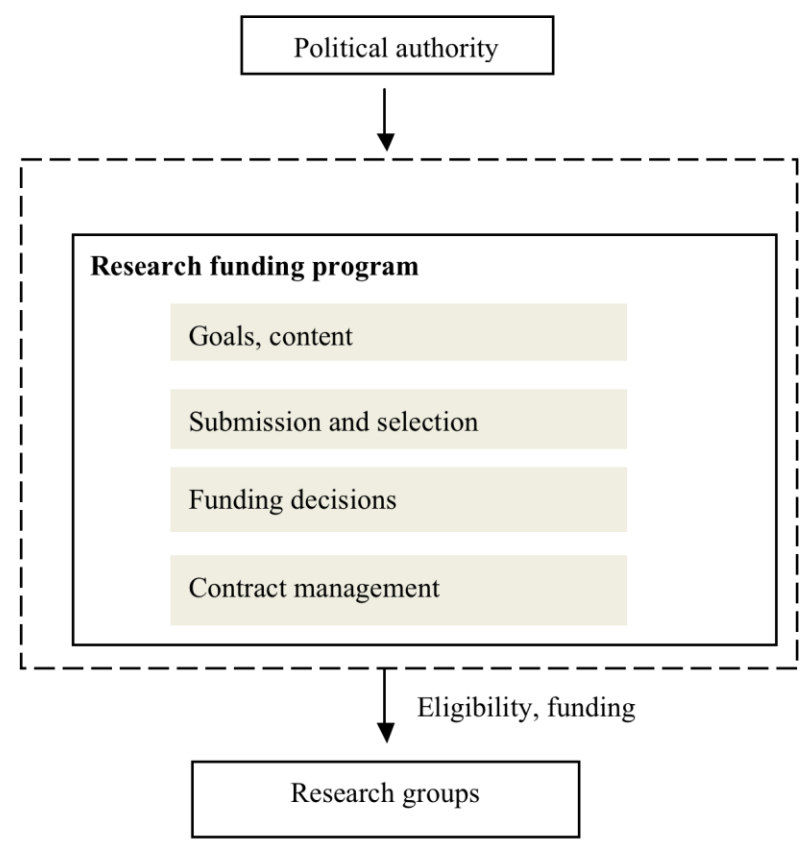 Political authority
Research funding program
Goals, content
Submission and selection
Funding decisions
Contract management
Eligibility, funding
Research groups